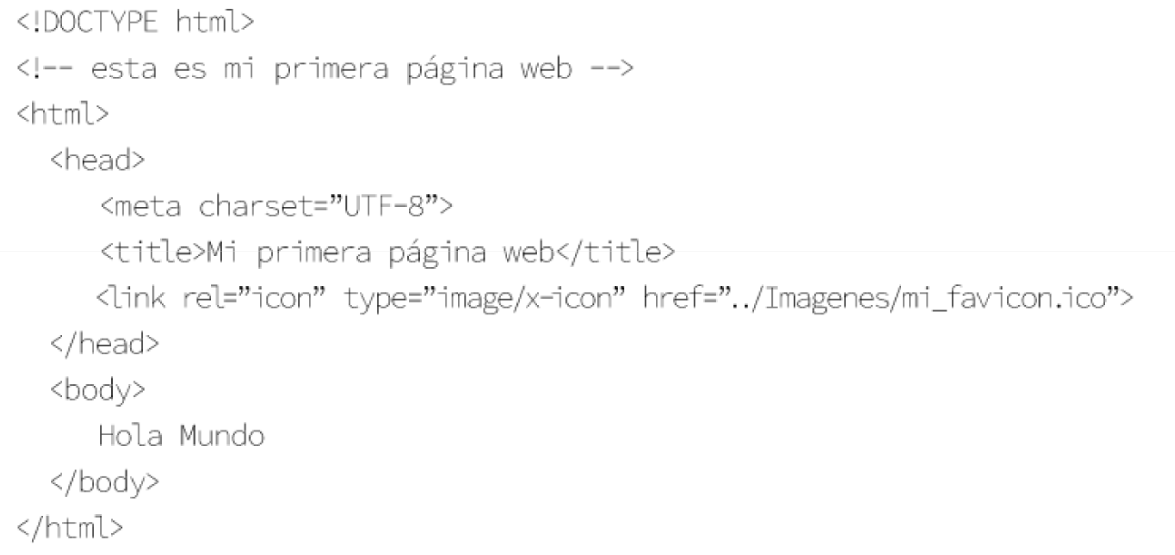 <!DOCTYPE html>
<!-- esta es mi primera página web -->
<html>
<head>
<meta charset=”UTF-8”>
<title>Mi primera página web</title>
<link rel=”icon” type=”image/x-icon” href=”../Imagenes/mi_favicon.ico”>
</head>
<body>
Hola Mundo
</body>
</html>